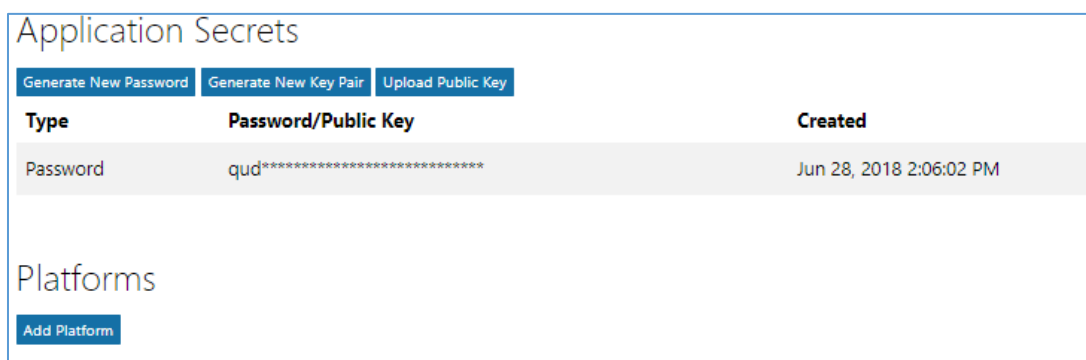 Application Secrets
Generate New Password Generate New Key Pair Upload Public Key
Type Password/Public Key Created
Password qud**************************** Jun 28, 2018 2:06:02 PM
Platforms
Add Platform